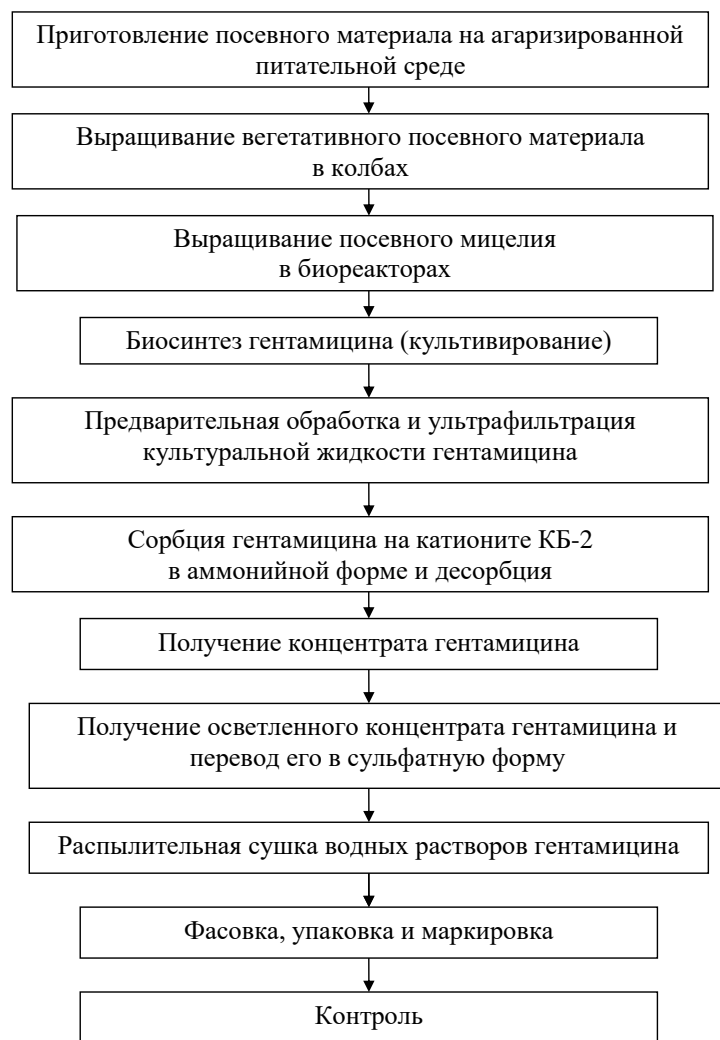 Приготовление посевного материала на агаризированной
питательной среде
Выращивание вегетативного посевного материала
в колбах
Выращивание посевного мицелия
в биореакторах
Биосинтез гентамицина (культивирование)
Предварительная обработка и ультрафильтрация
культуральной жидкости гентамицина
Сорбция гентамицина на катионите КБ-2
в аммонийной форме и десорбция
Получение концентрата гентамицина
Получение осветленного концентрата гентамицина и
перевод его в сульфатную форму
Распылительная сушка водных растворов гентамицина
Фасовка, упаковка и маркировка
Контроль